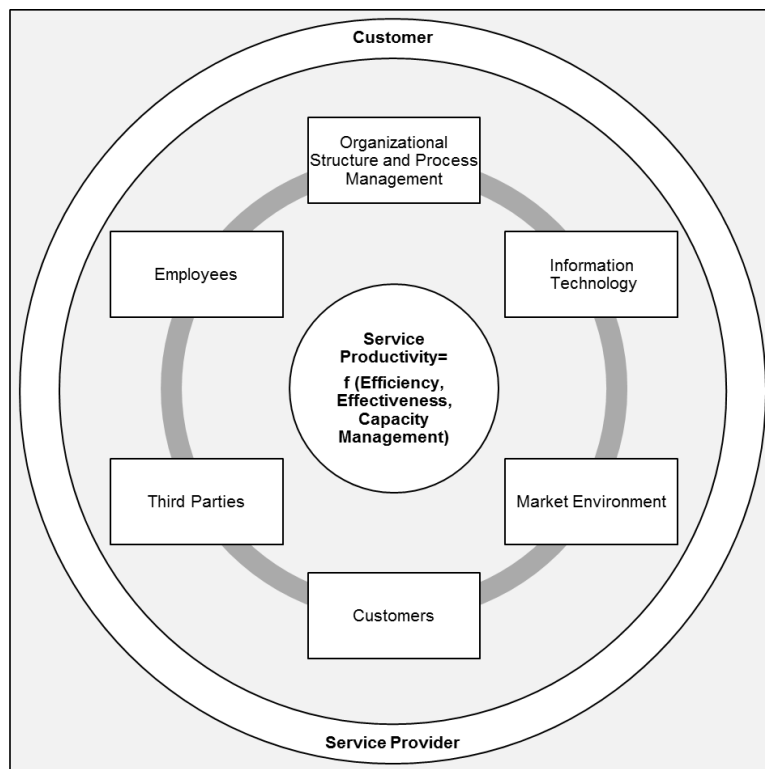 Customer
Organizational
Structure and Process
Management
Employees
Information
Technology
Service
Productivity=
f (Efficiency,
Effectiveness,
Capacity
Management)
Third Parties
Market Environment
Customers
Service Provider